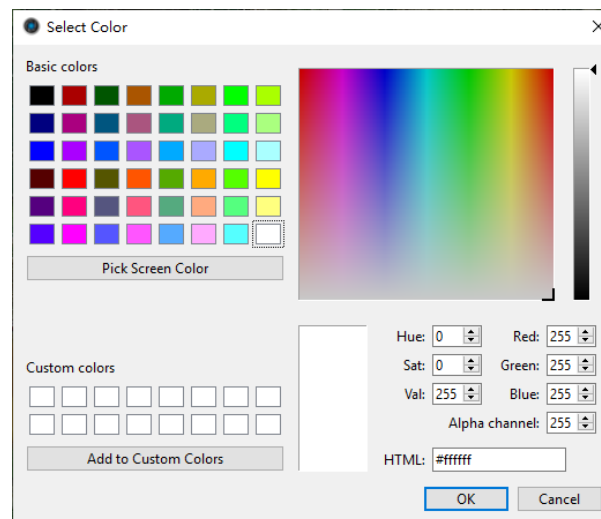 Select Color
Basic colors
Pick Screen Color
Hue: 0 Red: 255
Sat: 0 Green: 255
Val: 255 Blue: 255
Alpha channel: 255
Custom colors
Add to Custom Colors
HTML: #ffffff
OK Cancel